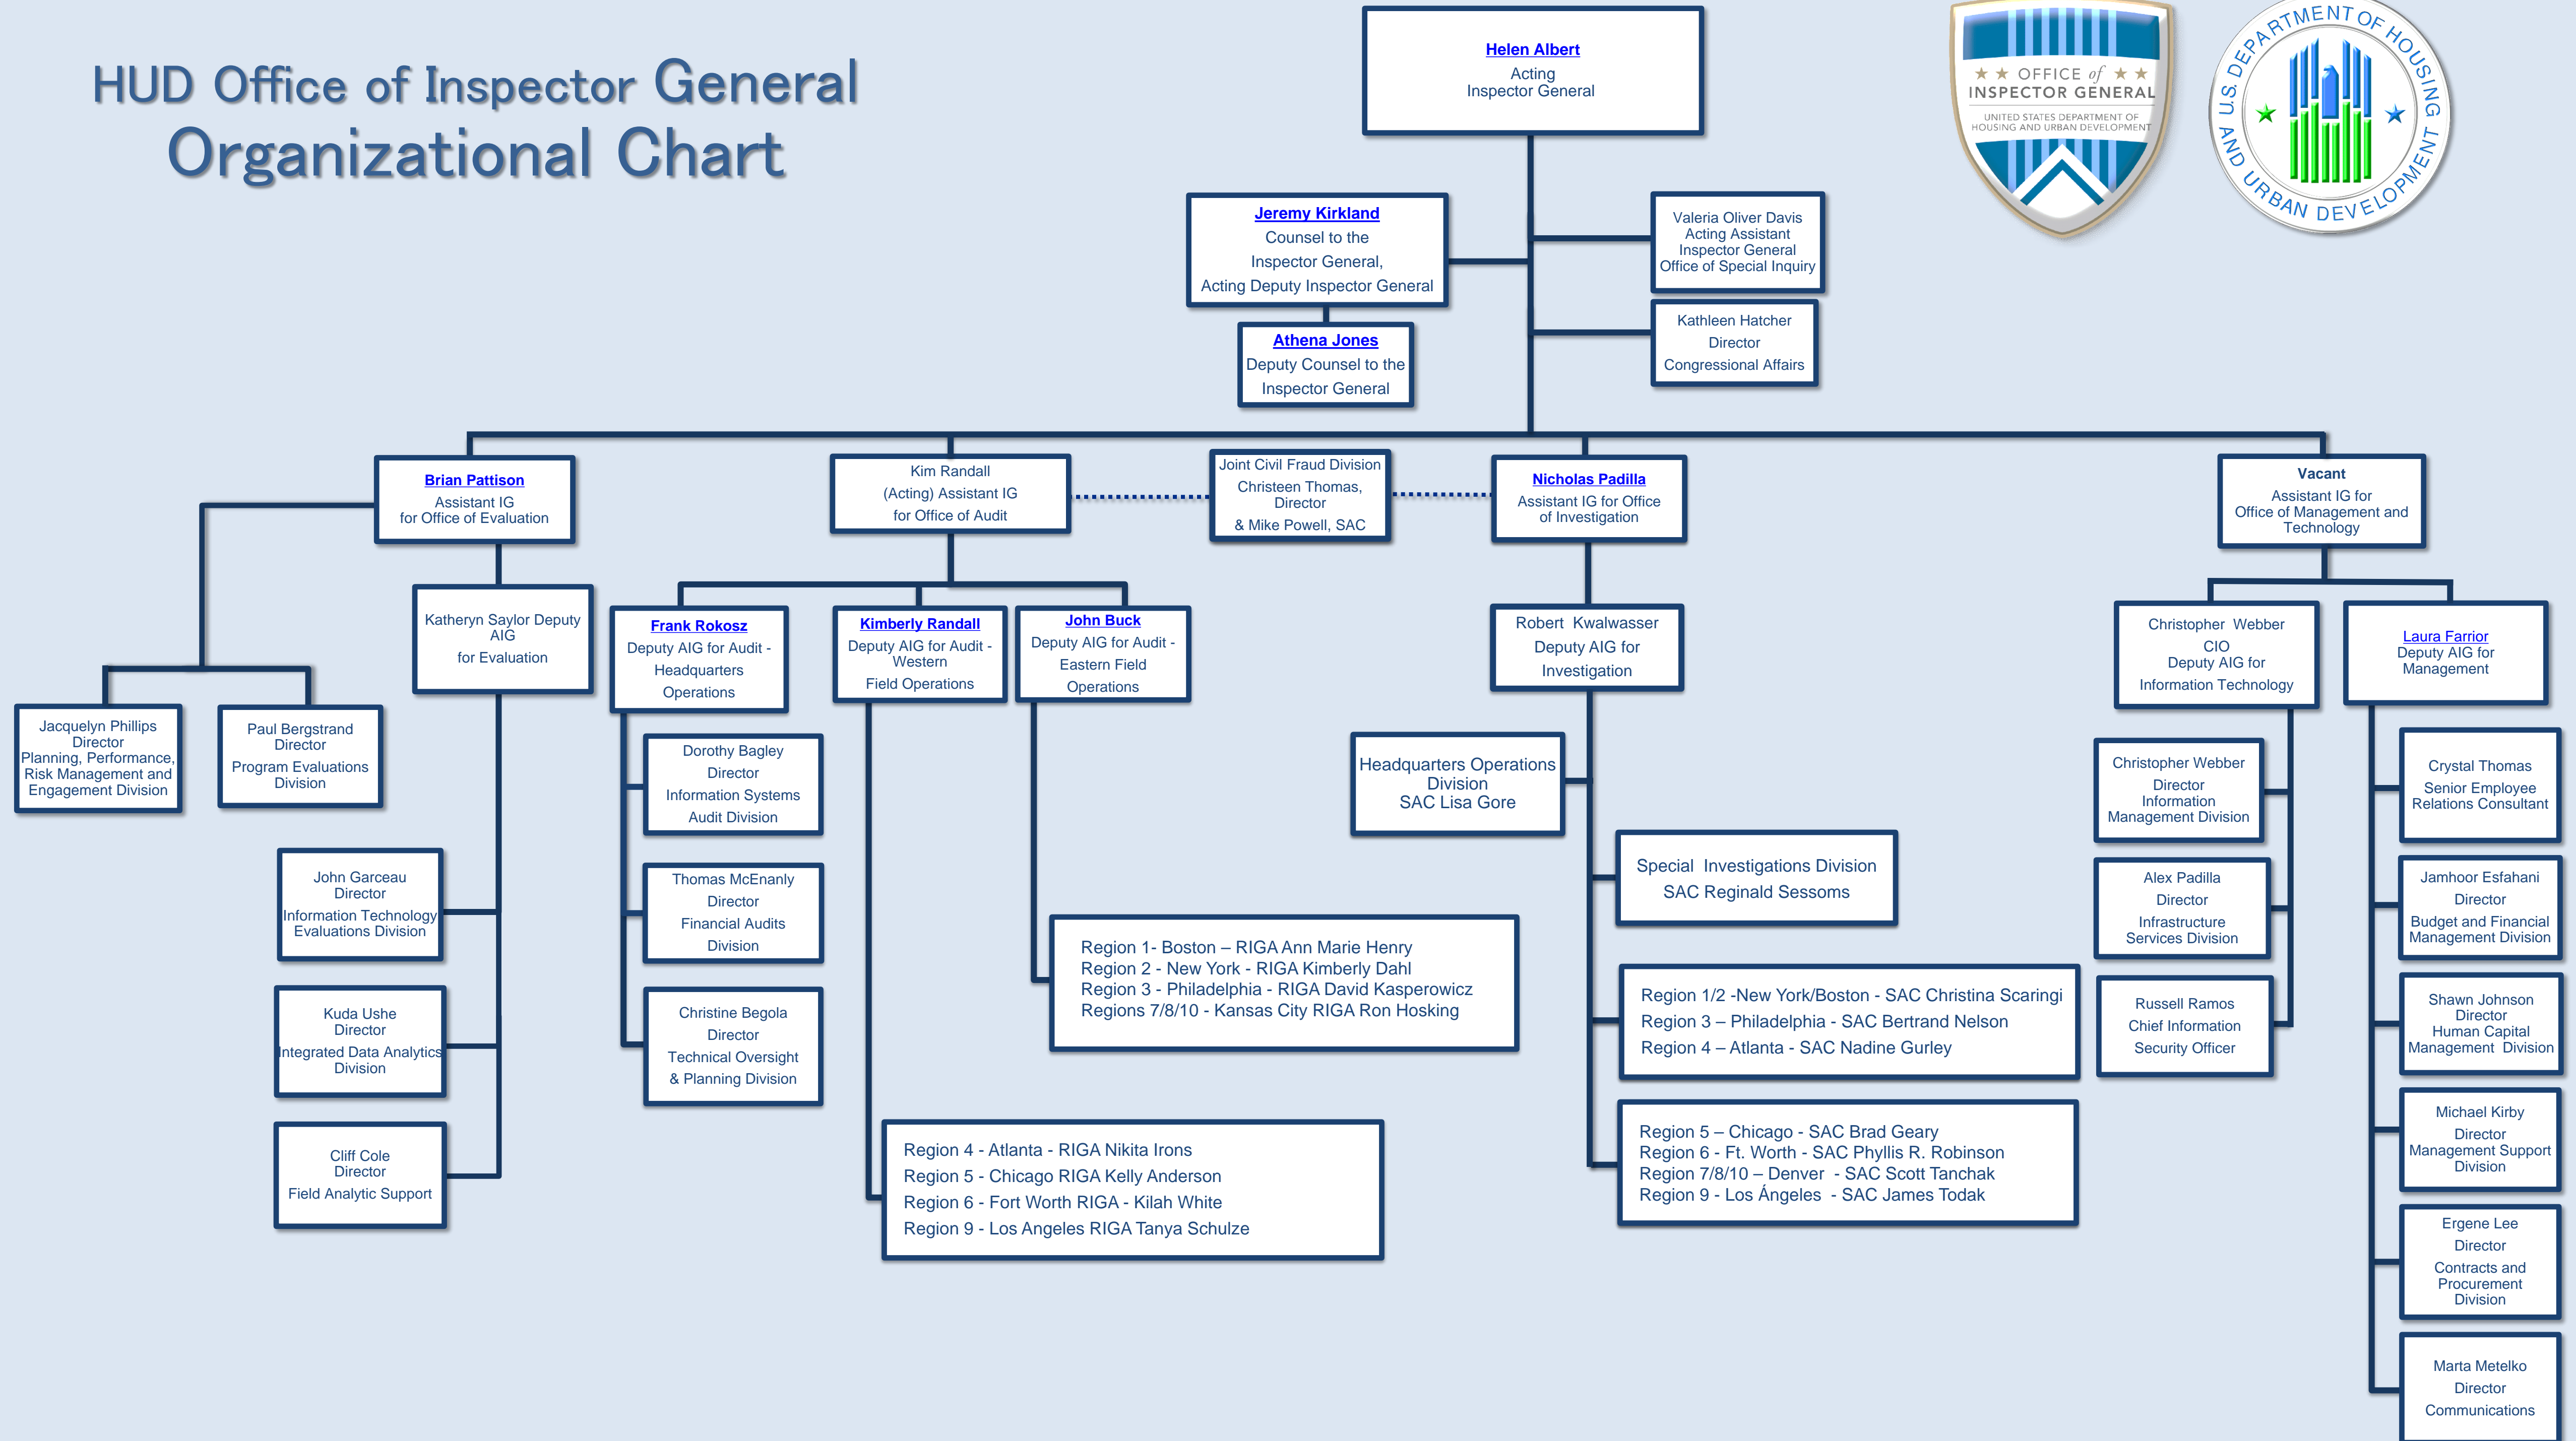 HUD Office of Inspector General
Organizational Chart
Helen Albert
Acting
Inspector General
★ ★ OFFICE of ★ ★
INSPECTOR GENERAL
UNITED STATES DEPARTMENT OF
HOUSING AND URBAN DEVELOPMENT
U.S. DEPARTMENT OF HOUSING
AND URBAN DEVELOPMENT
Jeremy Kirkland
Counsel to the
Inspector General,
Acting Deputy Inspector General
Valeria Oliver Davis
Acting Assistant
Inspector General
Office of Special Inquiry
Athena Jones
Deputy Counsel to the
Inspector General
Kathleen Hatcher
Director
Congressional Affairs
Brian Pattison
Assistant IG
for Office of Evaluation
Kim Randall
(Acting) Assistant IG
for Office of Audit
Joint Civil Fraud Division
Christeen Thomas,
Director
& Mike Powell, SAC
Nicholas Padilla
Assistant IG for Office
of Investigation
Vacant
Assistant IG for
Office of Management and
Technology
Katheryn Saylor Deputy
AIG
for Evaluation
Frank Rokosz
Deputy AIG for Audit -
Headquarters
Operations
Kimberly Randall
Deputy AIG for Audit -
Western
Field Operations
John Buck
Deputy AIG for Audit -
Eastern Field
Operations
Robert  Kwalwasser
Deputy AIG for
Investigation
Christopher  Webber
CIO
Deputy AIG for
Information Technology
Laura Farrior
Deputy AIG for
Management
Jacquelyn Phillips
Director
Planning, Performance,
Risk Management and
Engagement Division
Paul Bergstrand
Director
Program Evaluations
Division
John Garceau
Director
Information Technology
Evaluations Division
Kuda Ushe
Director
Integrated Data Analytics
Division
Cliff Cole
Director
Field Analytic Support
Dorothy Bagley
Director
Information Systems
Audit Division
Thomas McEnanly
Director
Financial Audits
Division
Christine Begola
Director
Technical Oversight
& Planning Division
Region 4 - Atlanta - RIGA Nikita Irons
Region 5 - Chicago RIGA Kelly Anderson
Region 6 - Fort Worth RIGA - Kilah White
Region 9 - Los Angeles RIGA Tanya Schulze
Region 1- Boston – RIGA Ann Marie Henry
Region 2 - New York - RIGA Kimberly Dahl
Region 3 - Philadelphia - RIGA David Kasperowicz
Regions 7/8/10 - Kansas City RIGA Ron Hosking
Headquarters Operations
Division
SAC Lisa Gore
Special  Investigations Division
SAC Reginald Sessoms
Region 1/2 -New York/Boston - SAC Christina Scaringi
Region 3 – Philadelphia - SAC Bertrand Nelson
Region 4 – Atlanta - SAC Nadine Gurley
Region 5 – Chicago - SAC Brad Geary
Region 6 - Ft. Worth - SAC Phyllis R. Robinson
Region 7/8/10 – Denver  - SAC Scott Tanchak
Region 9 - Los Ángeles  - SAC James Todak
Christopher Webber
Director
Information
Management Division
Alex Padilla
Director
Infrastructure
Services Division
Russell Ramos
Chief Information
Security Officer
Crystal Thomas
Senior Employee
Relations Consultant
Jamhoor Esfahani
Director
Budget and Financial
Management Division
Shawn Johnson
Director
Human Capital
Management  Division
Michael Kirby
Director
Management Support
Division
Ergene Lee
Director
Contracts and
Procurement
Division
Marta Metelko
Director
Communications